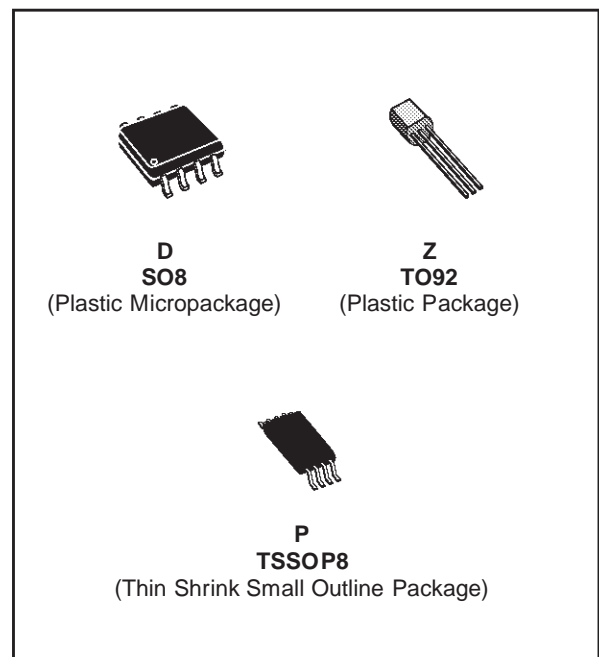 D
SO8
(Plastic Micropackage)
Z
TO92
(Plastic Package)
P
TSSOP8
(Thin Shrink Small Outline Package)